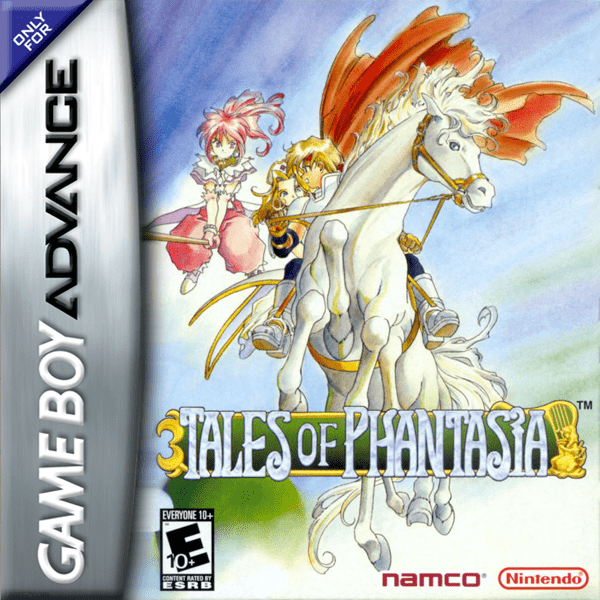 ONLY
FOR
GAME BOY ADVANCE
TALES OF PHANTASIA
TM
EVERYONE 10+
E
10+
CONTENT RATED BY
ESRB
namco®
Nintendo®